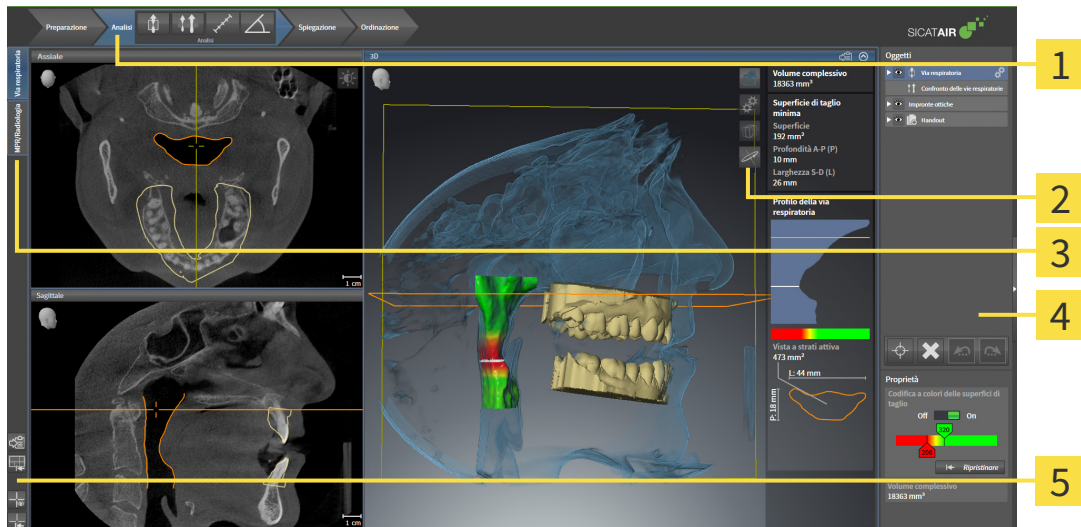 Preparazione
Analisi
Analisi
Spiegazione
Ordinazione
SICATAIR
1
Via respiratoria
MPR/Radiologia
Assiale
1 cm
Sagittale
1 cm
3D
Volume complessivo
18363 mm³
Superficie di taglio
minima
Superficie
192 mm²
Profondità A-P (P)
10 mm
Larghezza S-D (L)
26 mm
Profilo della via
respiratoria
Vista a strati attiva
473 mm²
L: 44 mm
P: 18 mm
Oggetti
Via respiratoria
Confronto delle vie respiratorie
Impronte ottiche
Handout
2
3
4
Proprietà
Codifica a colori delle superfici di
taglio
Off On
320
206
Ripristinare
Volume complessivo
18363 mm³
5